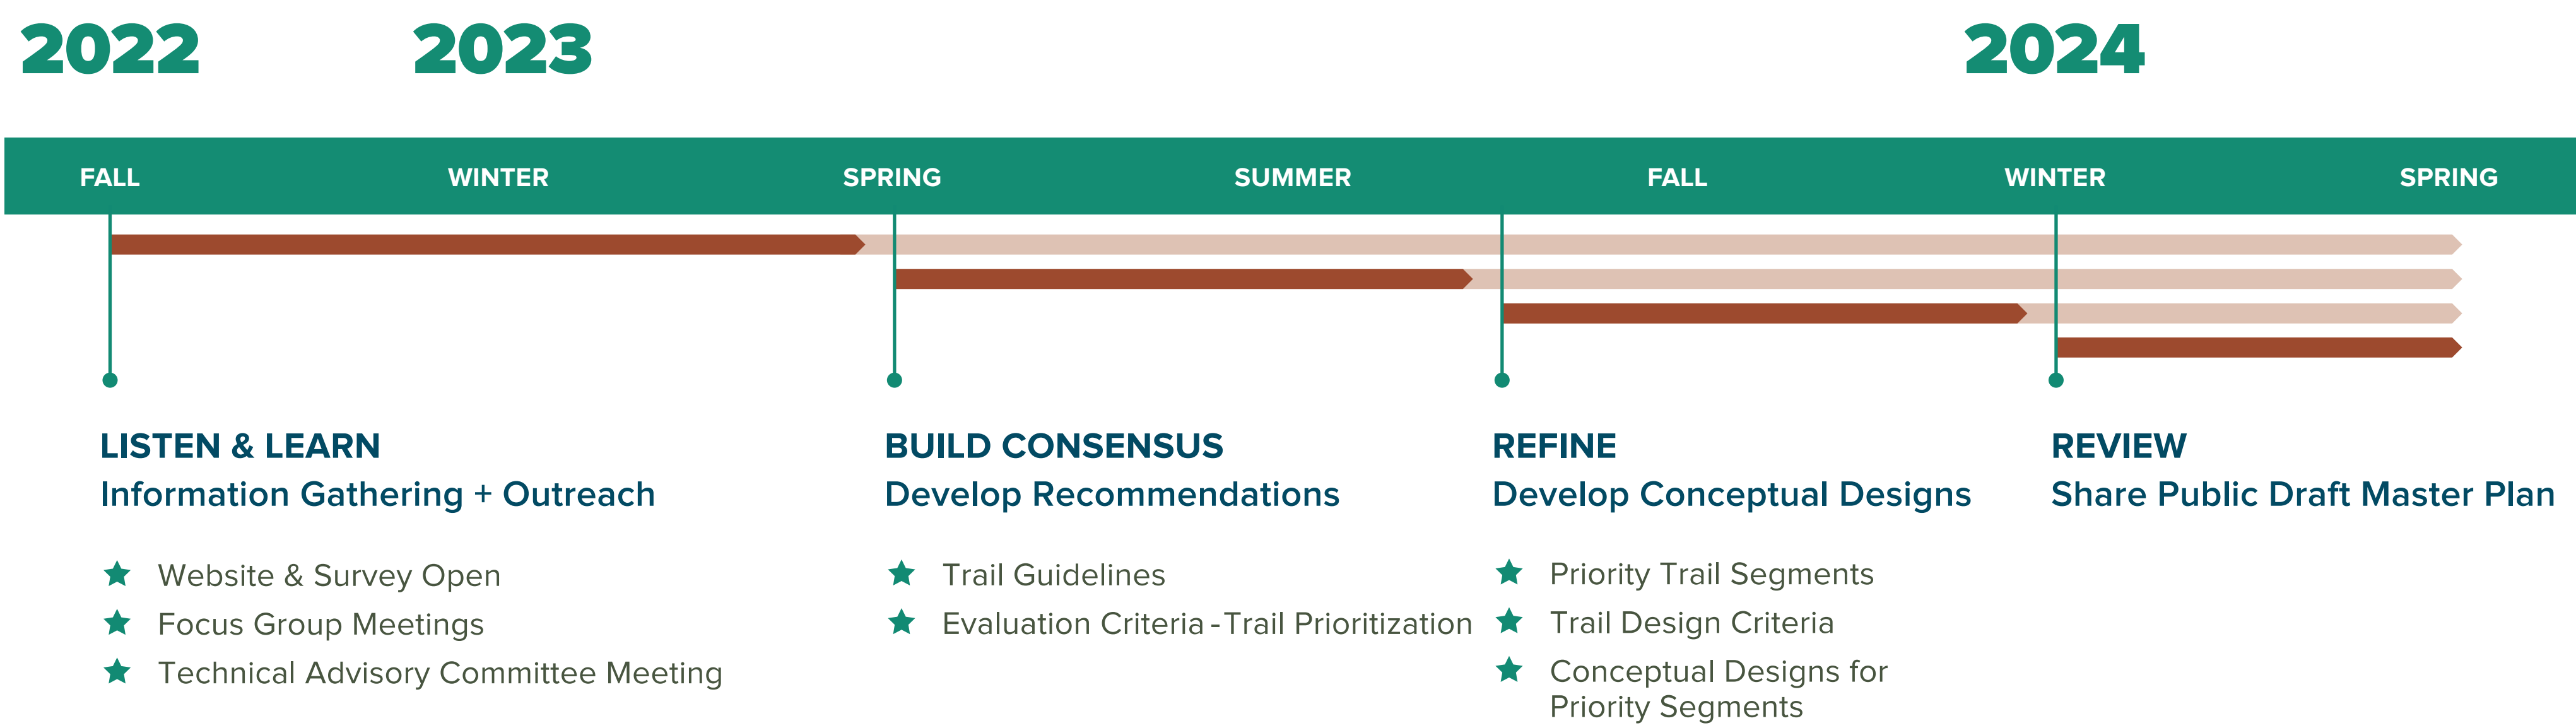 2022 2023 2024
FALL WINTER SPRING SUMMER FALL WINTER SPRING
LISTEN & LEARN
Information Gathering + Outreach
Website & Survey Open
Focus Group Meetings
Technical Advisory Committee Meeting
BUILD CONSENSUS
Develop Recommendations
Trail Guidelines
Evaluation Criteria - Trail Prioritization
REFINE
Develop Conceptual Designs
Priority Trail Segments
Trail Design Criteria
Conceptual Designs for
Priority Segments
REVIEW
Share Public Draft Master Plan